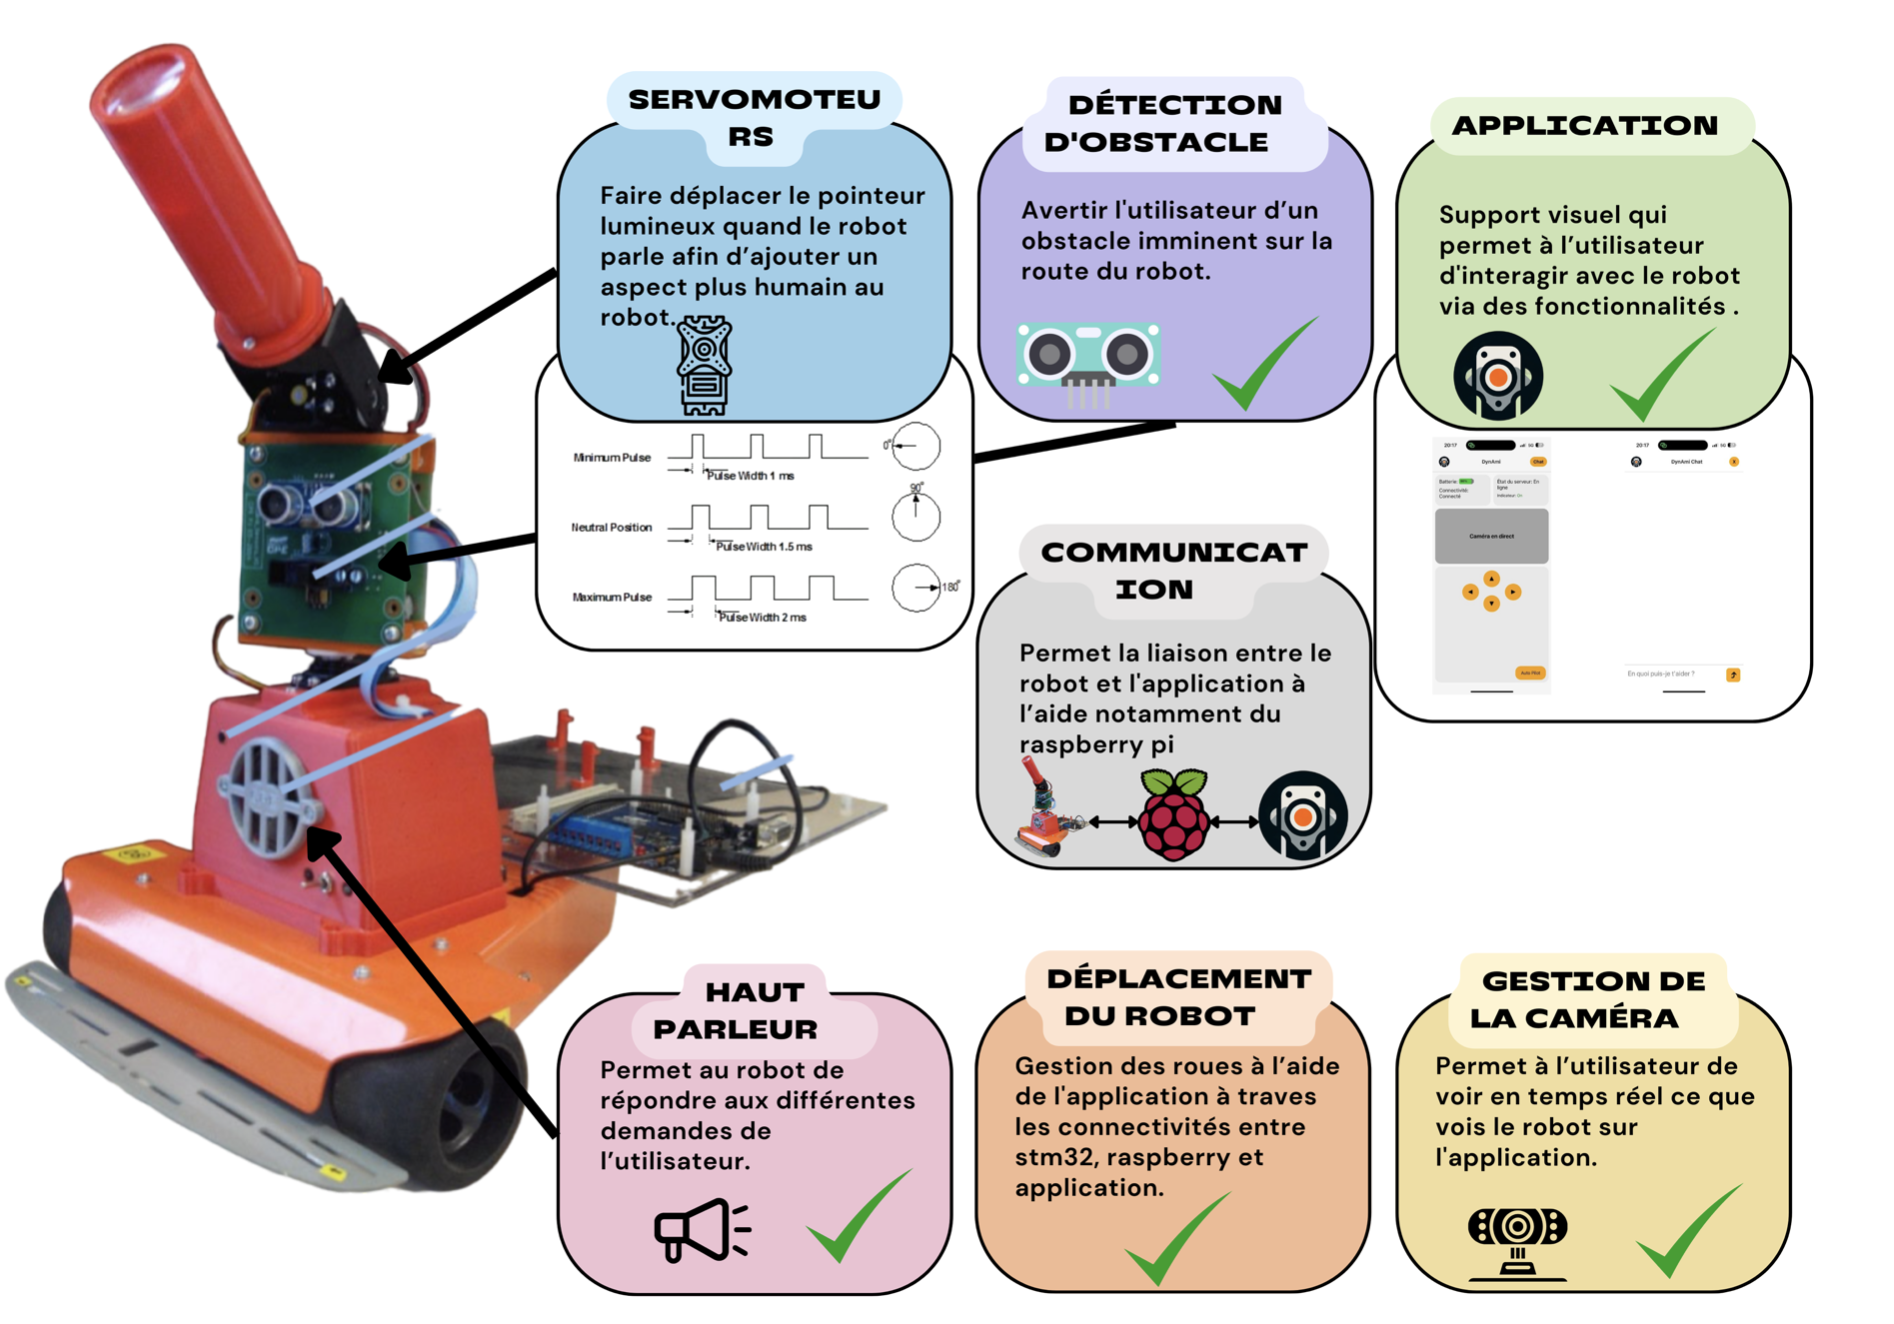 SERVOMOTEU
RS
Faire déplacer le pointeur
lumineux quand le robot
parle afin d’ajouter un
aspect plus humain au
robot.
Minimum Pulse
Pulse Width 1 ms
0°
Neutral Position
Pulse Width 1.5 ms
90°
Maximum Pulse
Pulse Width 2 ms
180°
DÉTECTION
D'OBSTACLE
Avertir l'utilisateur d’un
obstacle imminent sur la
route du robot.
APPLICATION
Support visuel qui
permet à l’utilisateur
d'interagir avec le robot
via des fonctionnalités .
20:17
5G
DynAmi
Chat
Batterie:
Connectivité:
Connecté
État du serveur: En
ligne
Caméra en direct
Auto Pilot
20:17
5G
DynAmi Chat
En quoi puis-je t'aider ?
COMMUNICAT
ION
Permet la liaison entre le
robot et l'application à
l’aide notamment du
raspberry pi
HAUT
PARLEUR
Permet au robot de
répondre aux différentes
demandes de
l’utilisateur.
DÉPLACEMENT
DU ROBOT
Gestion des roues à l’aide
de l'application à traves
les connectivités entre
stm32, raspberry et
application.
GESTION DE
LA CAMÉRA
Permet à l’utilisateur de
voir en temps réel ce que
vois le robot sur
l'application.